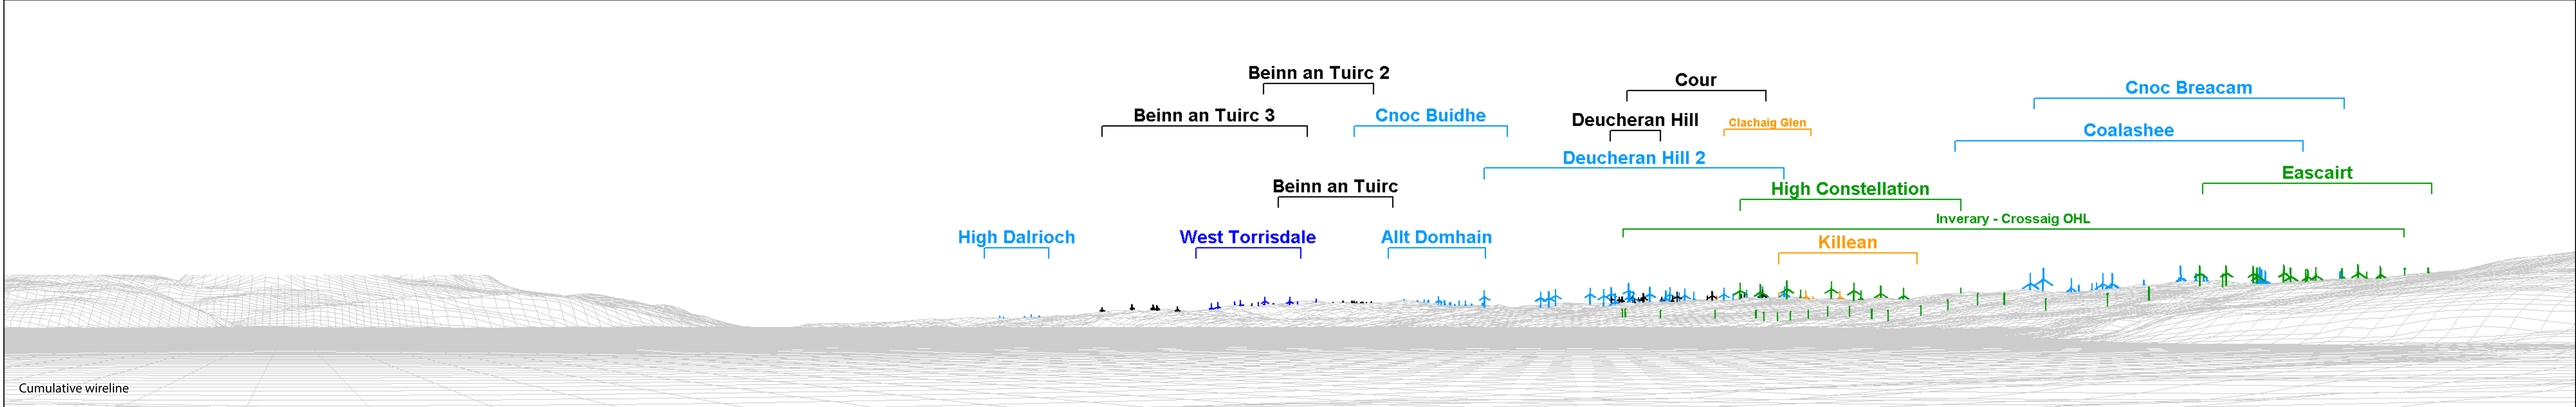 Beinn an Tuirc 2
Cour
Cnoc Breacam
Beinn an Tuirc 3
Cnoc Buidhe
Deucheran Hill
Clachaig Glen
Coalashee
Deucheran Hill 2
Eascairt
Beinn an Tuirc
High Constellation
Inverary - Crossaig OHL
High Dalrioch
West Torrisdale
Allt Domhain
Killean
Cumulative wireline